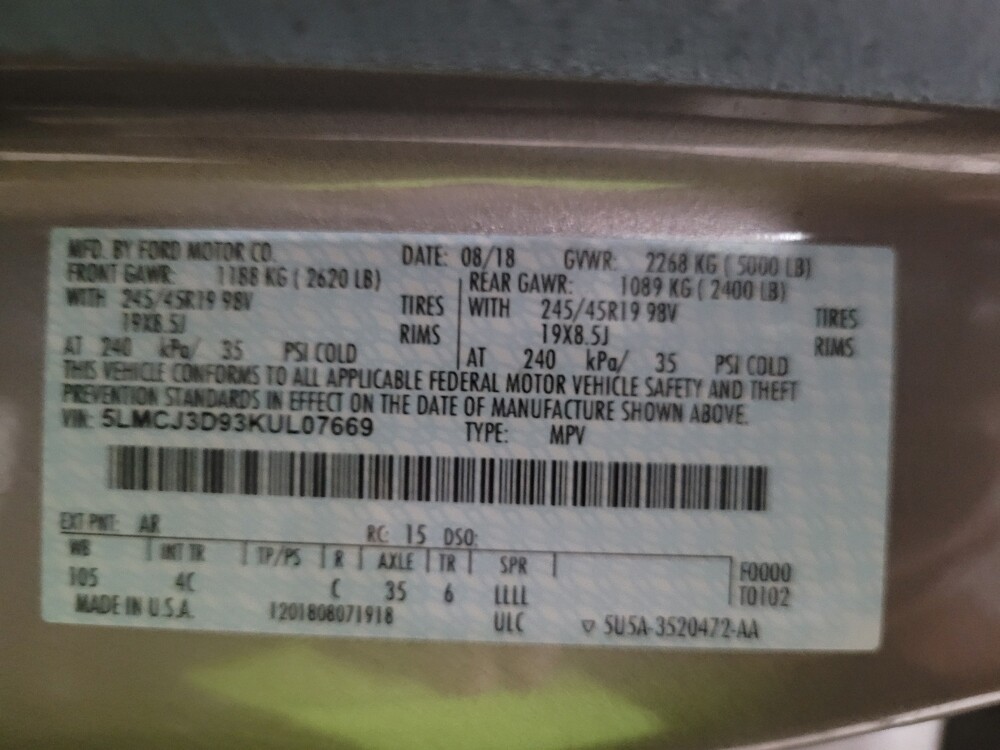 MFD. BY FORD MOTOR CO. DATE: 08/18 GVWR: 2268 KG ( 5000 LB)
FRONT GAWR: 1188 KG ( 2620 LB) REAR GAWR: 1089 KG ( 2400 LB)
WITH 245/45R19 98V TIRES WITH 245/45R19 98V TIRES
19X8.5J RIMS 19X8.5J RIMS
AT 240 kPa/ 35 PSI COLD AT 240 kPa/ 35 PSI COLD
THIS VEHICLE CONFORMS TO ALL APPLICABLE FEDERAL MOTOR VEHICLE SAFETY AND THEFT
PREVENTION STANDARDS IN EFFECT ON THE DATE OF MANUFACTURE SHOWN ABOVE.
VIN: 5LMCJ3D93KUL07669 TYPE: MPV
EXT PNT: AR RC: 15 DSO:
WB INT TR TP/PS R AXLE TR SPR F0000
105 4C C 35 6 LLLL T0102
MADE IN U.S.A. 1201808071918 ULC ▽ 5U5A-3520472-AA